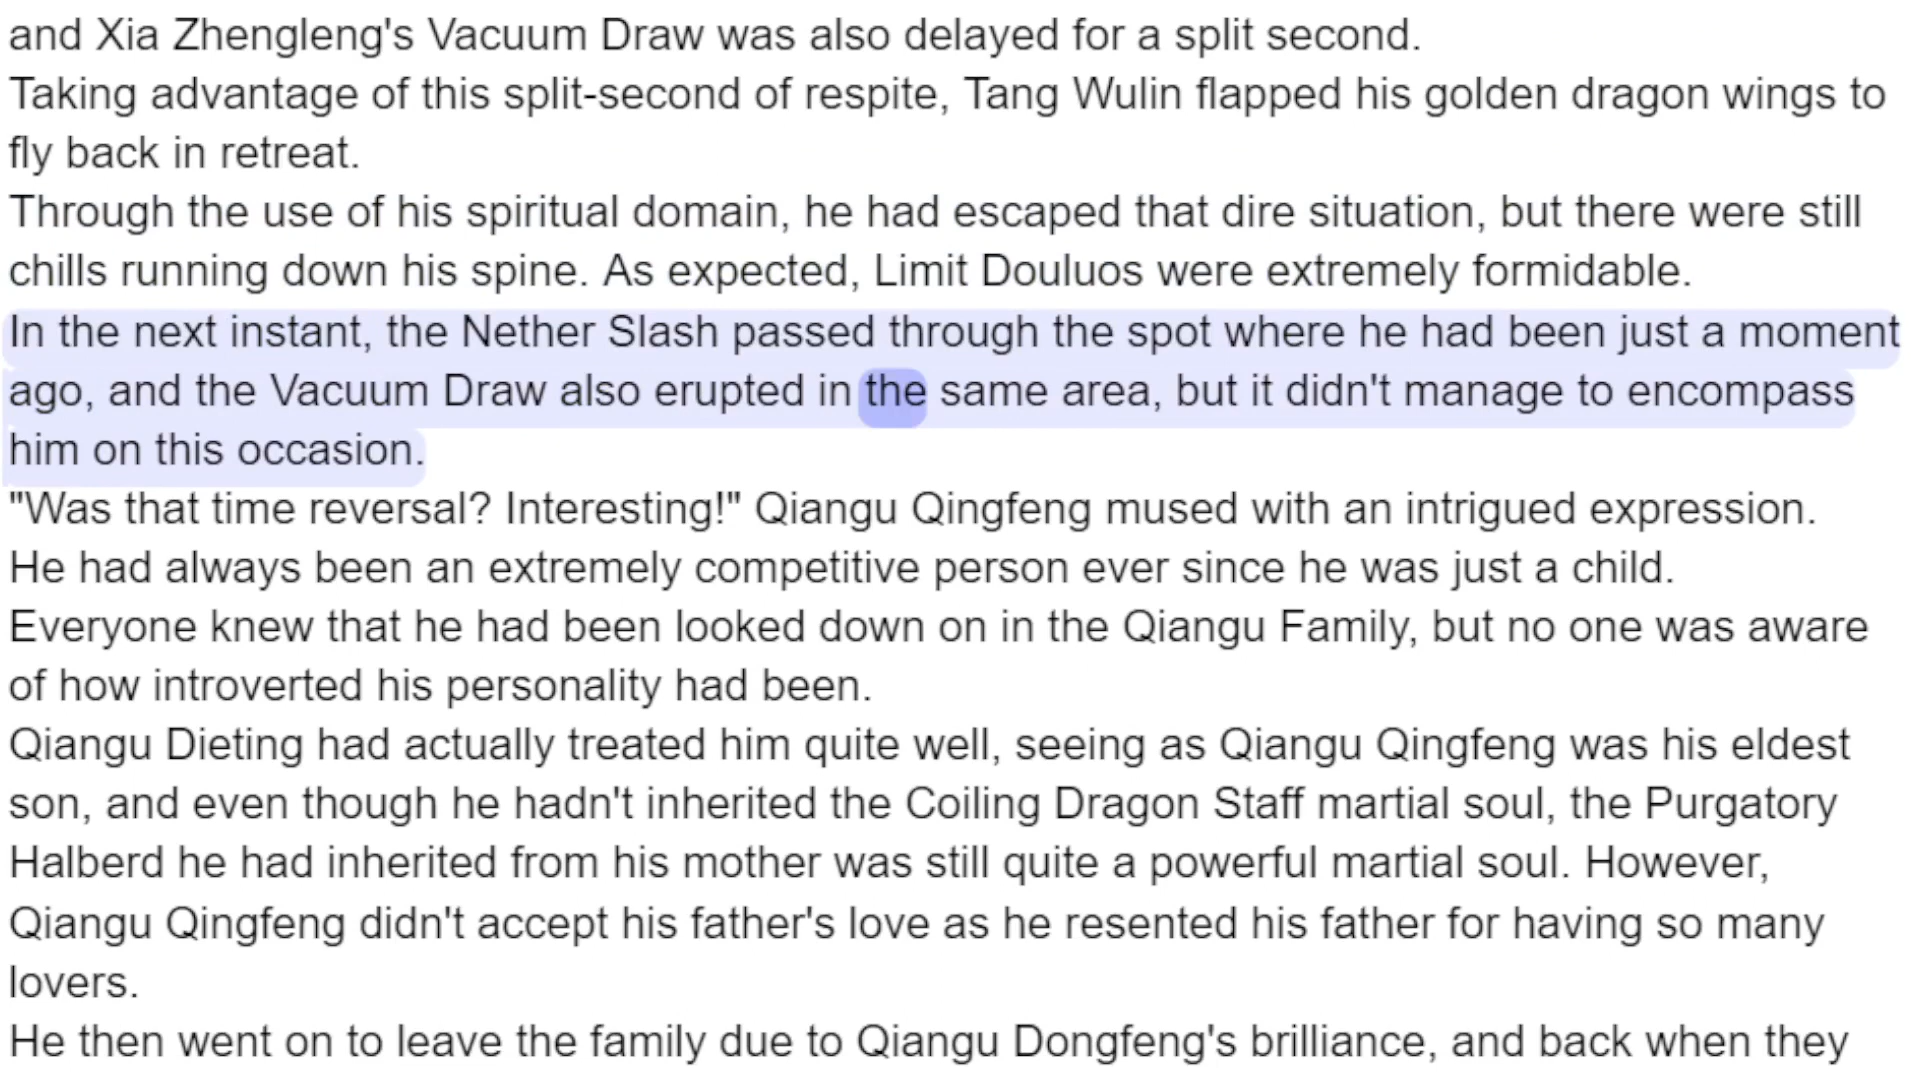 and Xia Zhengleng's Vacuum Draw was also delayed for a split second.
Taking advantage of this split-second of respite, Tang Wulin flapped his golden dragon wings to
fly back in retreat.
Through the use of his spiritual domain, he had escaped that dire situation, but there were still
chills running down his spine. As expected, Limit Douluos were extremely formidable.
In the next instant, the Nether Slash passed through the spot where he had been just a moment
ago, and the Vacuum Draw also erupted in the same area, but it didn't manage to encompass
him on this occasion.
"Was that time reversal? Interesting!" Qiangu Qingfeng mused with an intrigued expression.
He had always been an extremely competitive person ever since he was just a child.
Everyone knew that he had been looked down on in the Qiangu Family, but no one was aware
of how introverted his personality had been.
Qiangu Dieting had actually treated him quite well, seeing as Qiangu Qingfeng was his eldest
son, and even though he hadn't inherited the Coiling Dragon Staff martial soul, the Purgatory
Halberd he had inherited from his mother was still quite a powerful martial soul. However,
Qiangu Qingfeng didn't accept his father's love as he resented his father for having so many
lovers.
He then went on to leave the family due to Qiangu Dongfeng's brilliance, and back when they